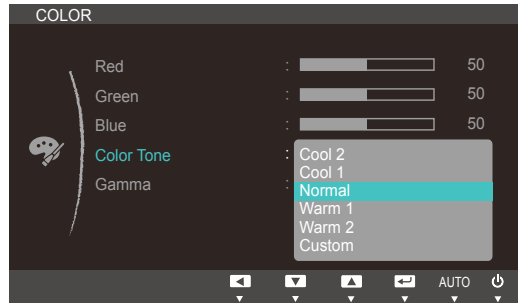 COLOR
Red : 50
Green : 50
Blue : 50
Color Tone : Cool 2
Cool 1
Gamma : Normal
Warm 1
Warm 2
Custom
AUTO